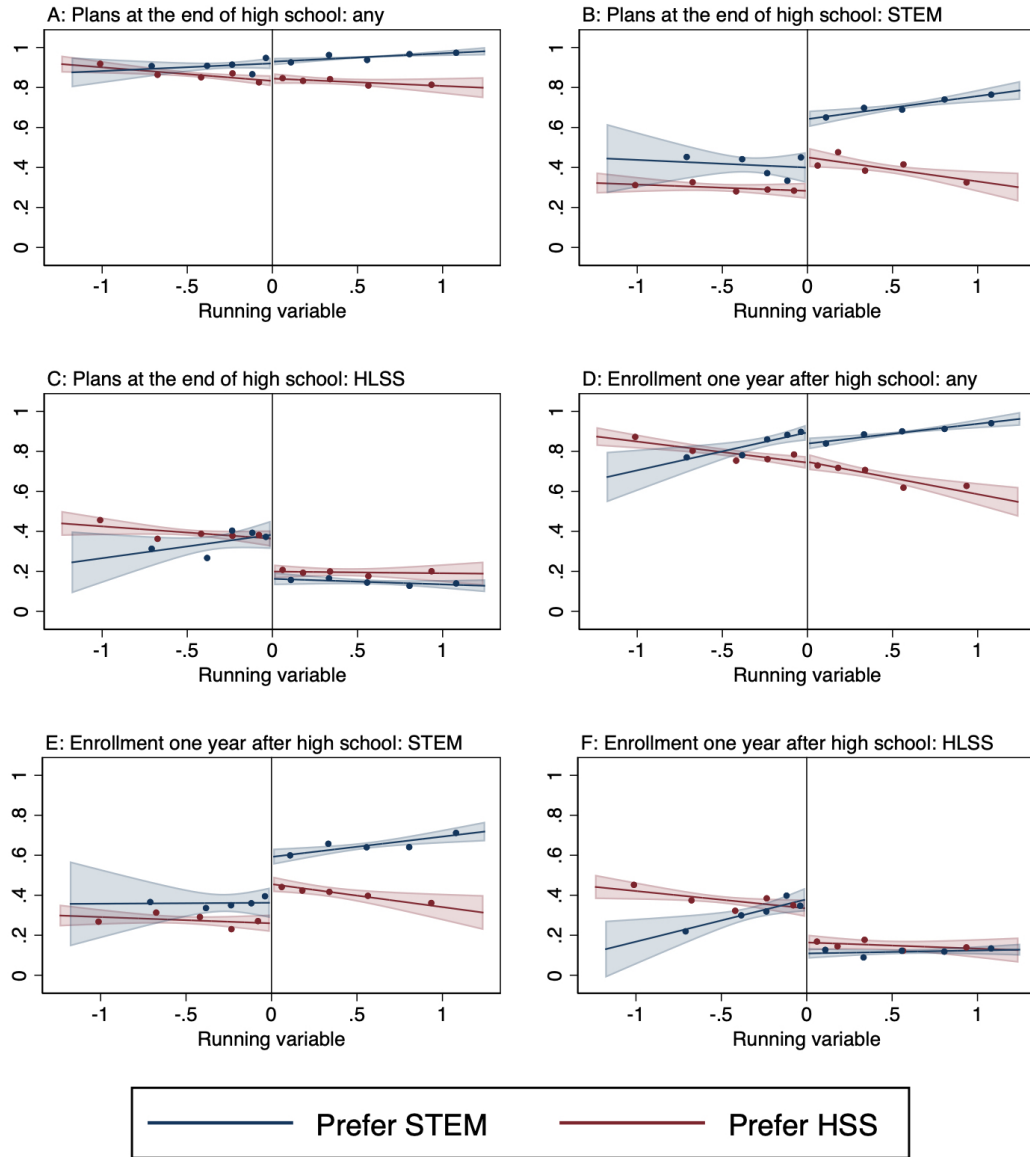 A: Plans at the end of high school: any
0 .2 .4 .6 .8 1
-1 -.5 0 .5 1
Running variable
B: Plans at the end of high school: STEM
0 .2 .4 .6 .8 1
-1 -.5 0 .5 1
Running variable
C: Plans at the end of high school: HLSS
0 .2 .4 .6 .8 1
-1 -.5 0 .5 1
Running variable
D: Enrollment one year after high school: any
0 .2 .4 .6 .8 1
-1 -.5 0 .5 1
Running variable
E: Enrollment one year after high school: STEM
0 .2 .4 .6 .8 1
-1 -.5 0 .5 1
Running variable
F: Enrollment one year after high school: HLSS
0 .2 .4 .6 .8 1
-1 -.5 0 .5 1
Running variable
Prefer STEM
Prefer HSS